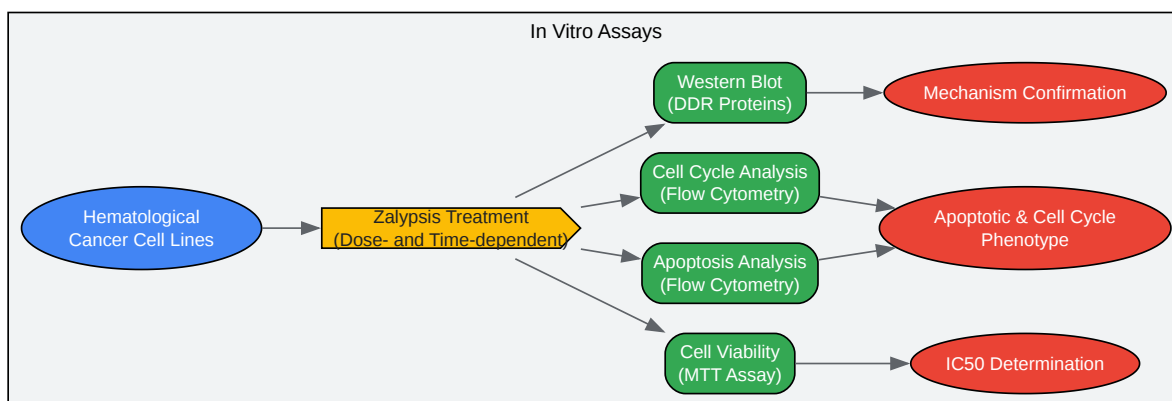 In Vitro Assays
Western Blot
(DDR Proteins)
Mechanism Confirmation
Cell Cycle Analysis
(Flow Cytometry)
Hematological
Cancer Cell Lines
Zalypsis Treatment
(Dose- and Time-dependent)
Apoptotic & Cell Cycle
Phenotype
Apoptosis Analysis
(Flow Cytometry)
Cell Viability
(MTT Assay)
IC50 Determination